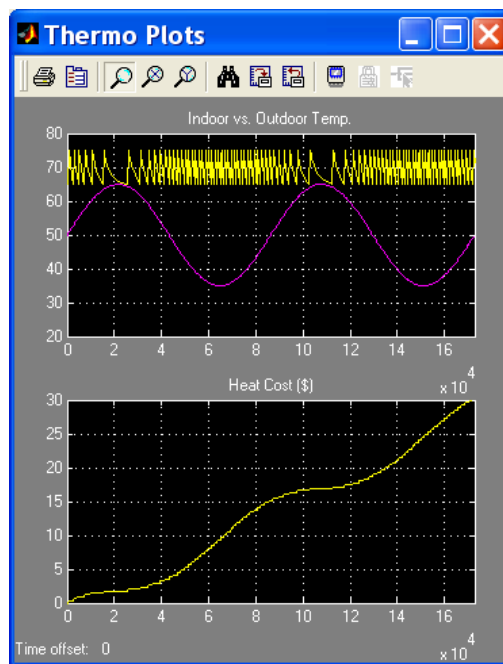 Thermo Plots
Indoor vs. Outdoor Temp.
80
70
60
50
40
30
20
0 2 4 6 8 10 12 14 16
x 10^4
Heat Cost ($)
30
25
20
15
10
5
0
0 2 4 6 8 10 12 14 16
x 10^4
Time offset: 0